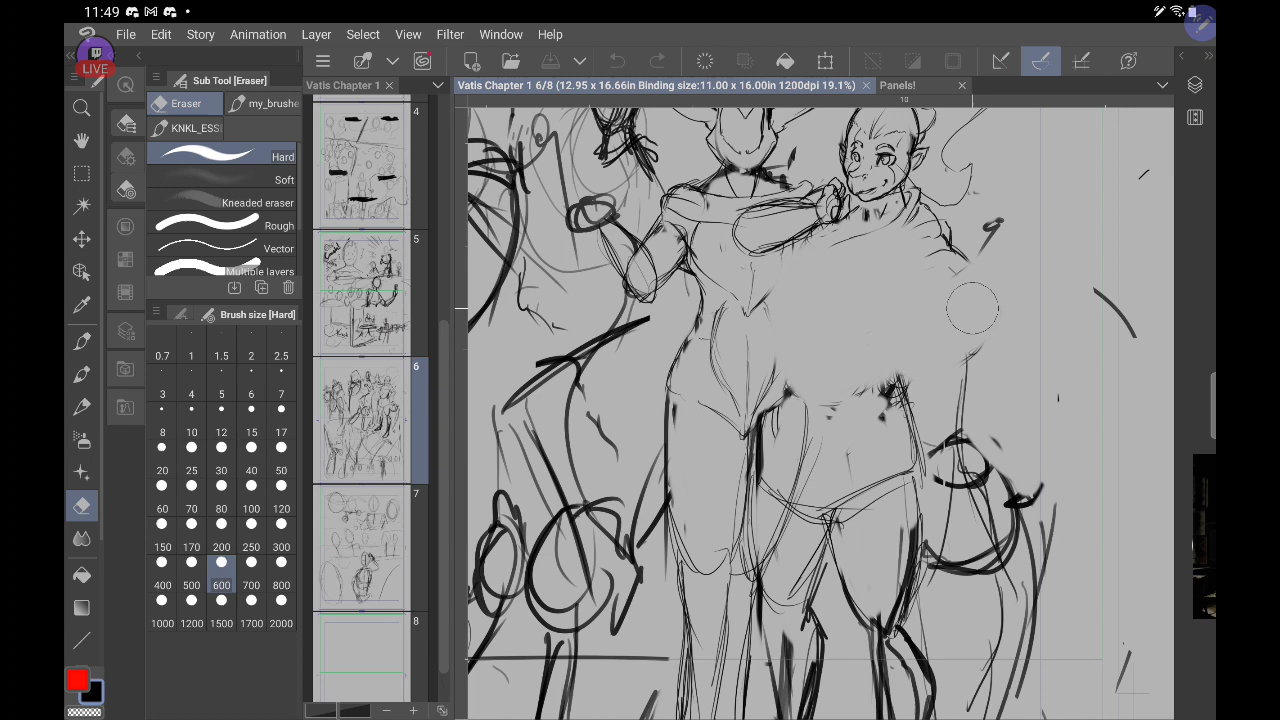 11:49
File Edit Story Animation Layer Select View Filter Window Help
LIVE
Sub Tool [Eraser]
Vatis Chapter 1
Vatis Chapter 1 6/8 (12.95 x 16.66in Binding size:11.00 x 16.00in 1200dpi 19.1%)
Panels!
10
Eraser
my_brushe
KNKL_ESS
Hard
Soft
Kneaded eraser
Rough
Vector
Multiple layers
Brush size [Hard]
0.7 1 1.5 2 2.5
3 4 5 6 7
8 10 12 15 17
20 25 30 40 50
60 70 80 100 120
150 170 200 250 300
400 500 600 700 800
1000 1200 1500 1700 2000
4
5
6
7
8